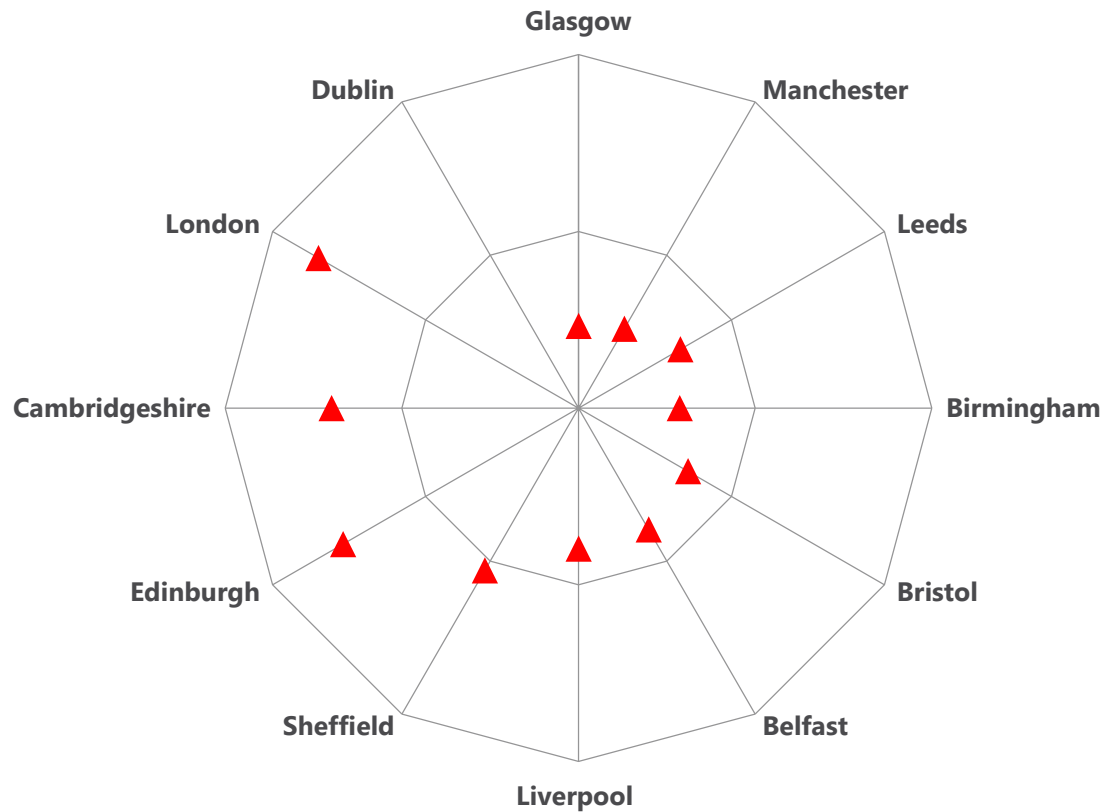 Glasgow
Dublin
Manchester
London
Leeds
Cambridgeshire
Birmingham
Edinburgh
Bristol
Sheffield
Belfast
Liverpool